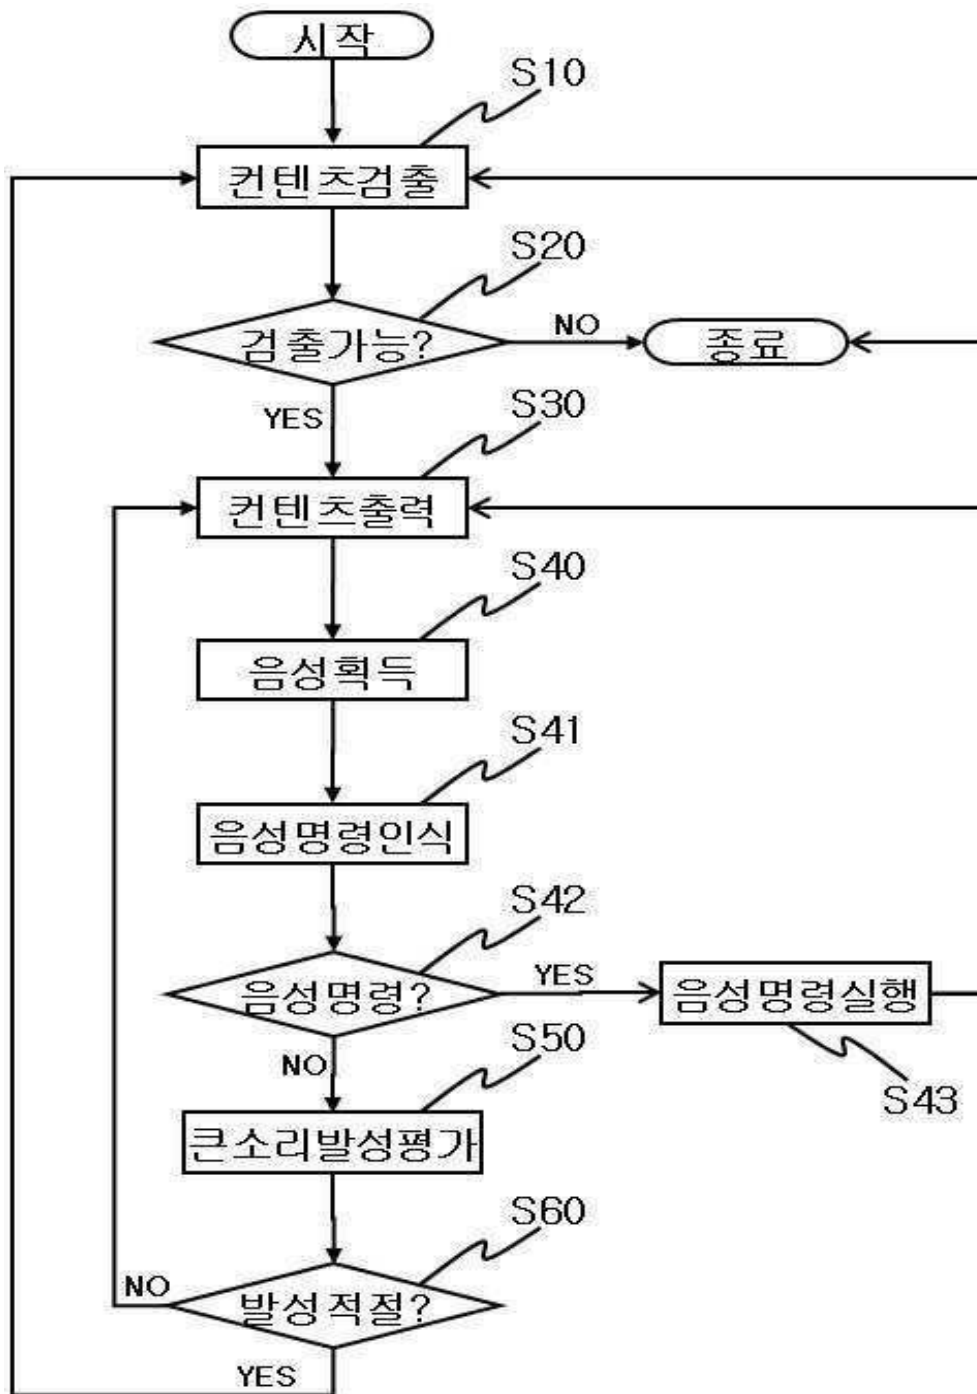 시작
S10
컨텐츠검출
S20
검출가능?
NO
종료
YES
S30
컨텐츠출력
S40
음성획득
S41
음성명령인식
S42
음성명령?
YES
음성명령실행
S43
NO
S50
큰소리발성평가
S60
발성적절?
NO
YES